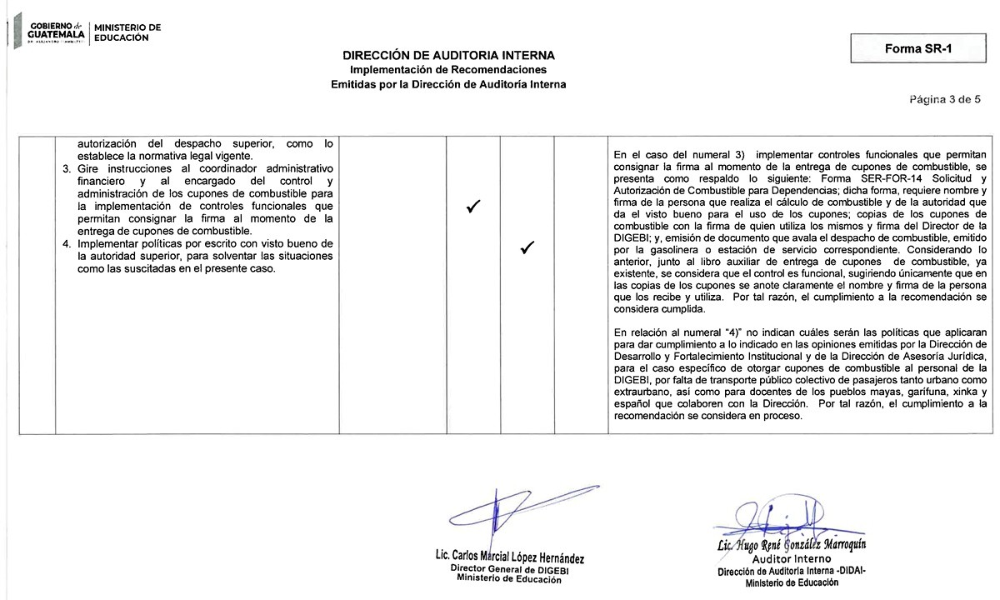 GOBIERNO de
GUATEMALA
DR. ALEJANDRO GIAMMATTEI
MINISTERIO DE
EDUCACIÓN
DIRECCIÓN DE AUDITORIA INTERNA
Implementación de Recomendaciones
Emitidas por la Dirección de Auditoría Interna
Forma SR-1
Página 3 de 5
autorización del despacho superior, como lo
establece la normativa legal vigente.
3. Gire instrucciones al coordinador administrativo
financiero y al encargado del control y
administración de los cupones de combustible para
la implementación de controles funcionales que
permitan consignar la firma al momento de la
entrega de cupones de combustible.
4. Implementar políticas por escrito con visto bueno de
la autoridad superior, para solventar las situaciones
como las suscitadas en el presente caso.
✓
✓
En el caso del numeral 3) implementar controles funcionales que permitan
consignar la firma al momento de la entrega de cupones de combustible, se
presenta como respaldo lo siguiente: Forma SER-FOR-14 Solicitud y
Autorización de Combustible para Dependencias; dicha forma, requiere nombre y
firma de la persona que realiza el cálculo de combustible y de la autoridad que
da el visto bueno para el uso de los cupones; copias de los cupones de
combustible con la firma de quien utiliza los mismos y firma del Director de la
DIGEBI; y, emisión de documento que avala el despacho de combustible, emitido
por la gasolinera o estación de servicio correspondiente. Considerando lo
anterior, junto al libro auxiliar de entrega de cupones de combustible, ya
existente, se considera que el control es funcional, sugiriendo únicamente que en
las copias de los cupones se anote claramente el nombre y firma de la persona
que los recibe y utiliza. Por tal razón, el cumplimiento a la recomendación se
considera cumplida.
En relación al numeral “4)” no indican cuáles serán las políticas que aplicaran
para dar cumplimiento a lo indicado en las opiniones emitidas por la Dirección de
Desarrollo y Fortalecimiento Institucional y de la Dirección de Asesoría Jurídica,
para el caso específico de otorgar cupones de combustible al personal de la
DIGEBI, por falta de transporte público colectivo de pasajeros tanto urbano como
extraurbano, así como para docentes de los pueblos mayas, garífuna, xinka y
español que colaboren con la Dirección. Por tal razón, el cumplimiento a la
recomendación se considera en proceso.
Lic. Carlos Marcial López Hernández
Director General de DIGEBI
Ministerio de Educación
Lic. Hugo René González Marroquín
Auditor Interno
Dirección de Auditoría Interna -DIDAI-
Ministerio de Educación